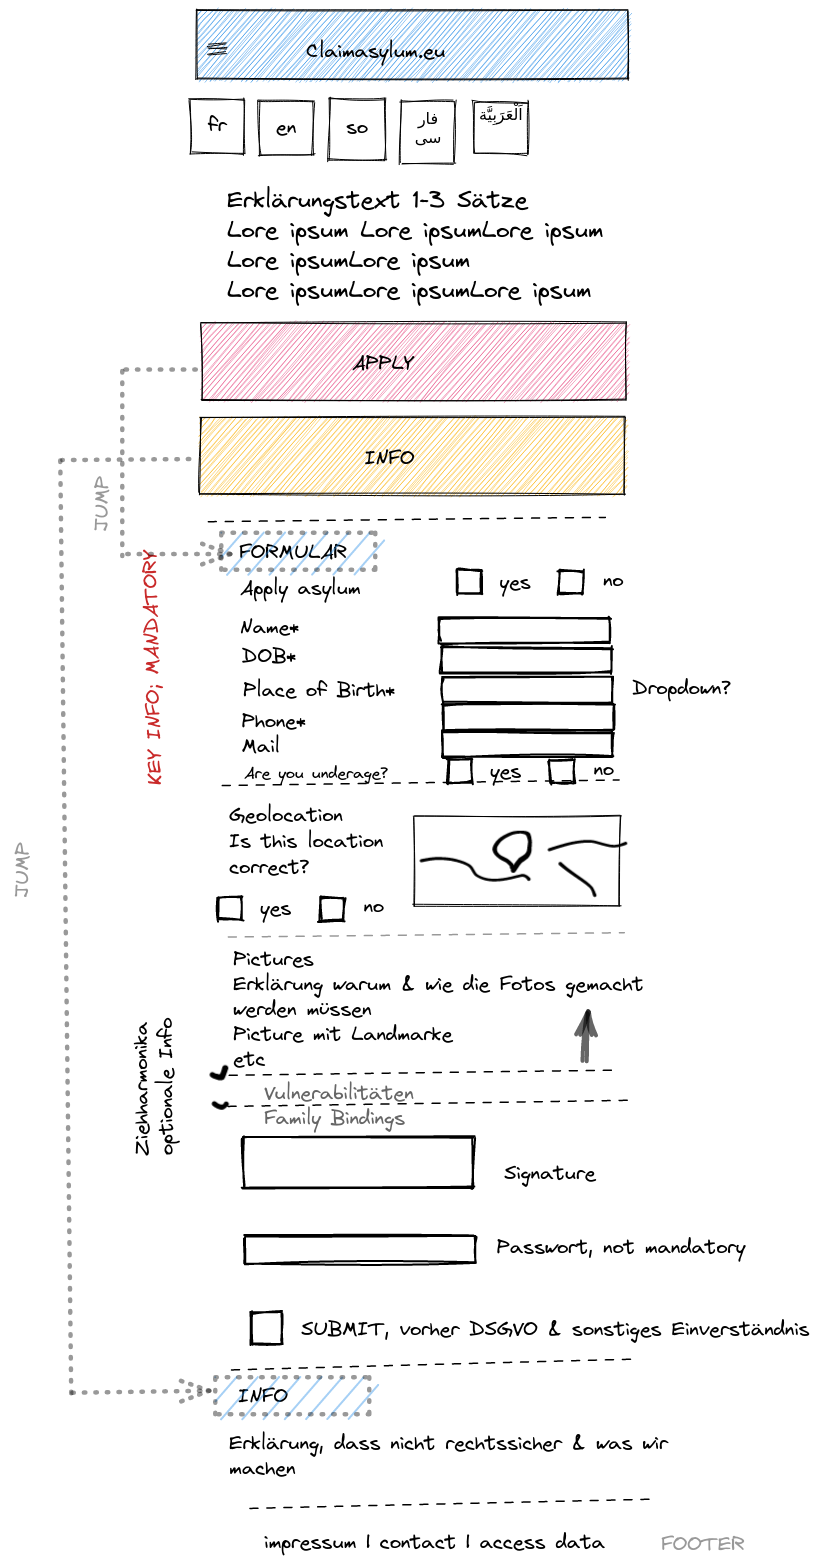 Claimasylum.eu
fr
en
so
فار
سی
اَلْعَرَبِيَّة
Erklärungstext 1-3 Sätze
Lore ipsum Lore ipsumLore ipsum
Lore ipsumLore ipsum
Lore ipsumLore ipsumLore ipsum
APPLY
INFO
JUMP
FORMULAR
Apply asylum
yes
no
KEY INFO; MANDATORY
Name*
DOB*
Place of Birth*
Dropdown?
Phone*
Mail
Are you underage?
yes
no
Geolocation
Is this location
correct?
yes
no
JUMP
Pictures
Erklärung warum & wie die Fotos gemacht
werden müssen
Picture mit Landmarke
etc
Ziehharmonika
optionale Info
Vulnerabilitäten
Family Bindings
Signature
Passwort, not mandatory
SUBMIT, vorher DSGVO & sonstiges Einverständnis
INFO
Erklärung, dass nicht rechtssicher & was wir
machen
impressum | contact | access data
FOOTER